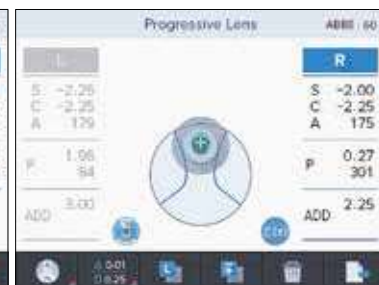 Progressive Lens
ABBE : 60
L
R
S -2.25
C -2.25
A 179
P 1.06
94
ADD 3.00
S -2.00
C -2.25
A 175
P 0.27
301
ADD 2.25
0.01
0.25